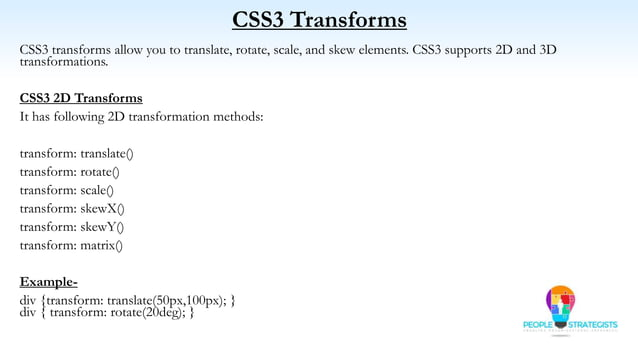 CSS3 Transforms
CSS3 transforms allow you to translate, rotate, scale, and skew elements. CSS3 supports 2D and 3D
transformations.
CSS3 2D Transforms
It has following 2D transformation methods:
transform: translate()
transform: rotate()
transform: scale()
transform: skewX()
transform: skewY()
transform: matrix()
Example-
div {transform: translate(50px,100px); }
div { transform: rotate(20deg); }
PEOPLE STRATEGISTS